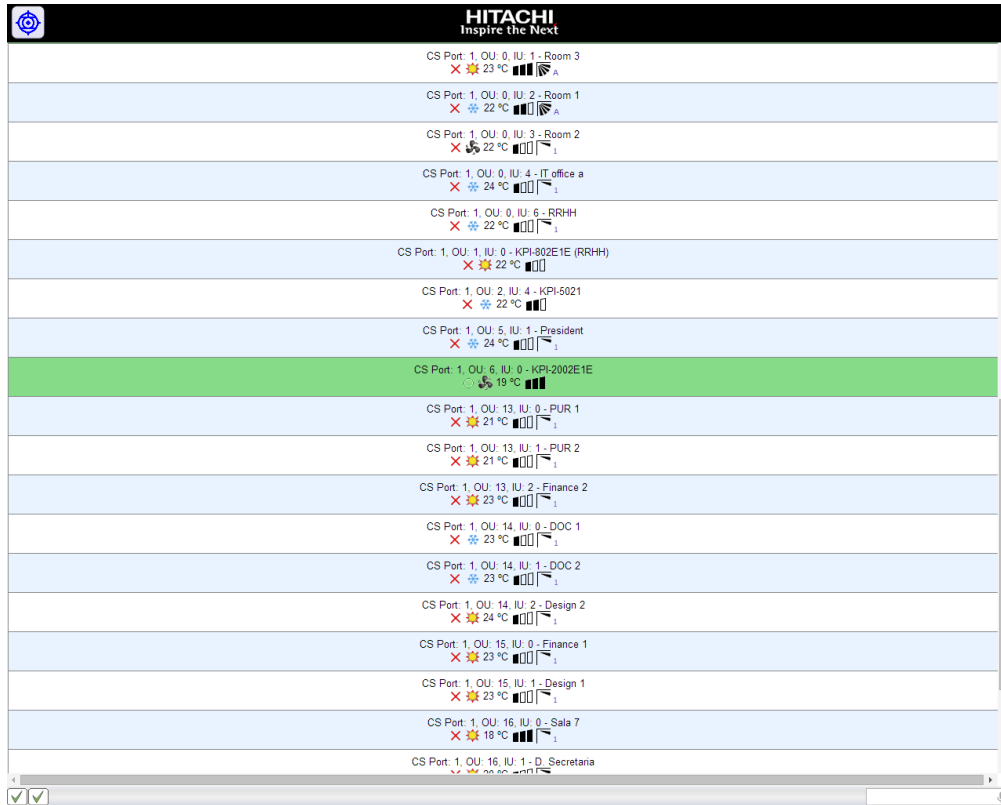 HITACHI
Inspire the Next
CS Port: 1, OU: 0, IU: 1 - Room 3
23 ºC A
CS Port: 1, OU: 0, IU: 2 - Room 1
22 ºC A
CS Port: 1, OU: 0, IU: 3 - Room 2
22 ºC 1
CS Port: 1, OU: 0, IU: 4 - IT office a
24 ºC 1
CS Port: 1, OU: 0, IU: 6 - RRHH
22 ºC 1
CS Port: 1, OU: 1, IU: 0 - KPI-802E1E (RRHH)
22 ºC
CS Port: 1, OU: 2, IU: 4 - KPI-5021
22 ºC
CS Port: 1, OU: 5, IU: 1 - President
24 ºC 1
CS Port: 1, OU: 6, IU: 0 - KPI-2002E1E
19 ºC
CS Port: 1, OU: 13, IU: 0 - PUR 1
21 ºC 1
CS Port: 1, OU: 13, IU: 1 - PUR 2
21 ºC 1
CS Port: 1, OU: 13, IU: 2 - Finance 2
23 ºC 1
CS Port: 1, OU: 14, IU: 0 - DOC 1
23 ºC 1
CS Port: 1, OU: 14, IU: 1 - DOC 2
23 ºC 1
CS Port: 1, OU: 14, IU: 2 - Design 2
24 ºC 1
CS Port: 1, OU: 15, IU: 0 - Finance 1
23 ºC 1
CS Port: 1, OU: 15, IU: 1 - Design 1
23 ºC 1
CS Port: 1, OU: 16, IU: 0 - Sala 7
18 ºC 1
CS Port: 1, OU: 16, IU: 1 - D. Secretaria